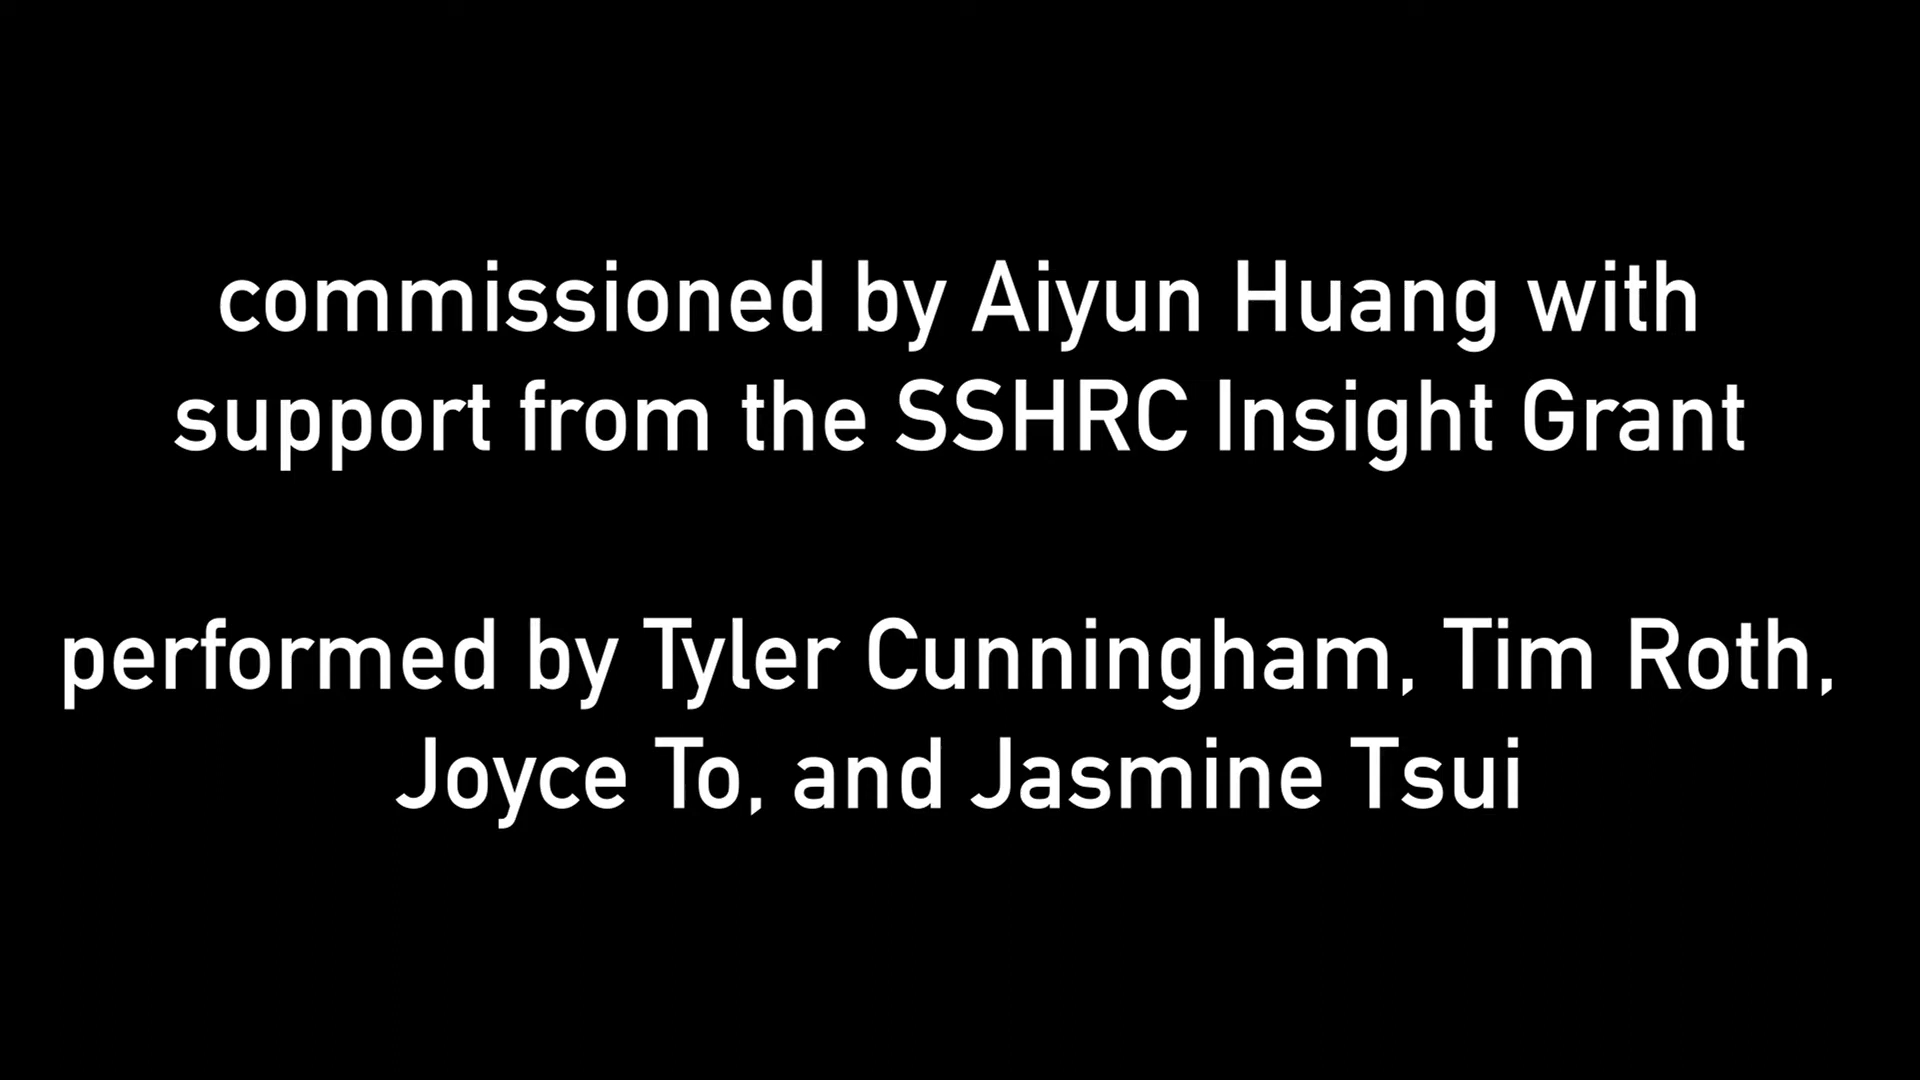 commissioned by Aiyun Huang with
support from the SSHRC Insight Grant
performed by Tyler Cunningham, Tim Roth,
Joyce To, and Jasmine Tsui